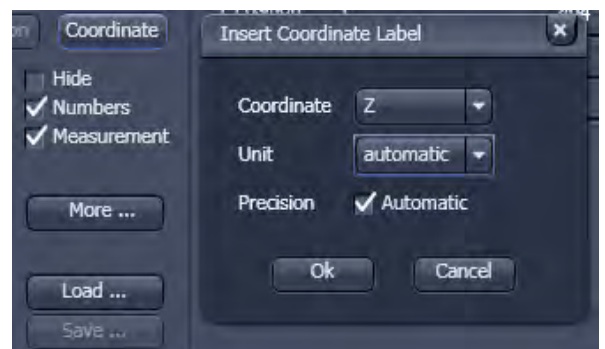 Coordinate
Hide
Numbers
Measurement
More ...
Load ...
Save ...
Insert Coordinate Label
Coordinate Z
Unit automatic
Precision Automatic
Ok Cancel